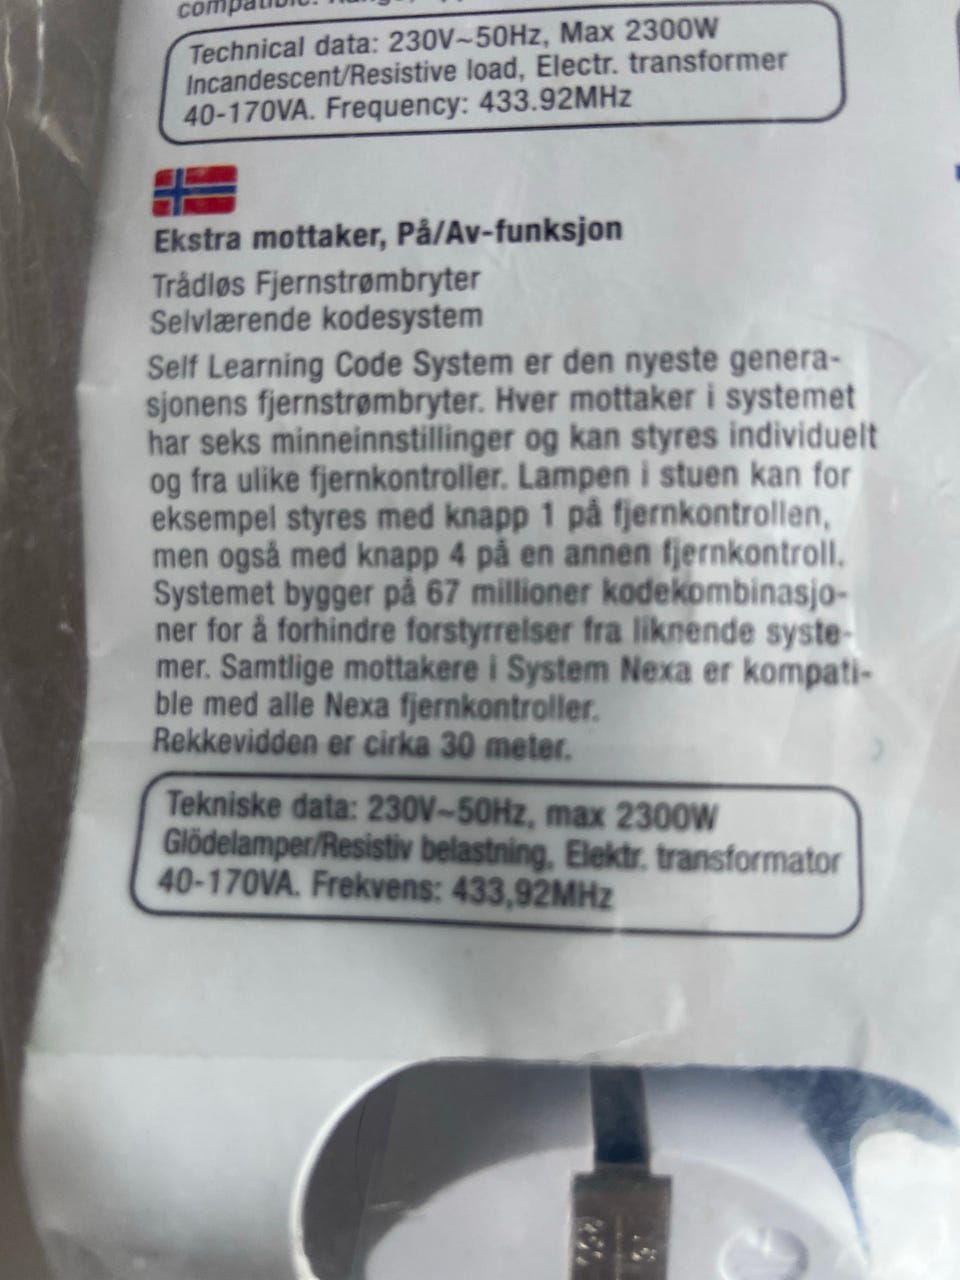 compatible.
Technical data: 230V~50Hz, Max 2300W
Incandescent/Resistive load, Electr. transformer
40-170VA. Frequency: 433.92MHz
Ekstra mottaker, På/Av-funksjon
Trådløs Fjernstrømbryter
Selvlærende kodesystem
Self Learning Code System er den nyeste genera-
sjonens fjernstrømbryter. Hver mottaker i systemet
har seks minneinnstillinger og kan styres individuelt
og fra ulike fjernkontroller. Lampen i stuen kan for
eksempel styres med knapp 1 på fjernkontrollen,
men også med knapp 4 på en annen fjernkontroll.
Systemet bygger på 67 millioner kodekombinasjo-
ner for å forhindre forstyrrelser fra liknende syste-
mer. Samtlige mottakere i System Nexa er kompati-
ble med alle Nexa fjernkontroller.
Rekkevidden er cirka 30 meter.
Tekniske data: 230V~50Hz, max 2300W
Glödelamper/Resistiv belastning, Elektr. transformator
40-170VA. Frekvens: 433,92MHz